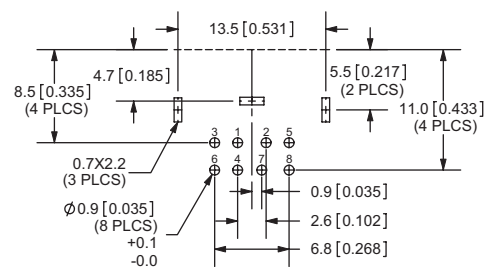 13.5 [0.531]
4.7 [0.185]
5.5 [0.217]
(2 PLCS)
8.5 [0.335]
(4 PLCS)
11.0 [0.433]
(4 PLCS)
3 1 2 5
0.7X2.2
(3 PLCS)
6 4 7 8
0.9 [0.035]
Ø0.9 [0.035]
(8 PLCS)
+0.1
-0.0
2.6 [0.102]
6.8 [0.268]